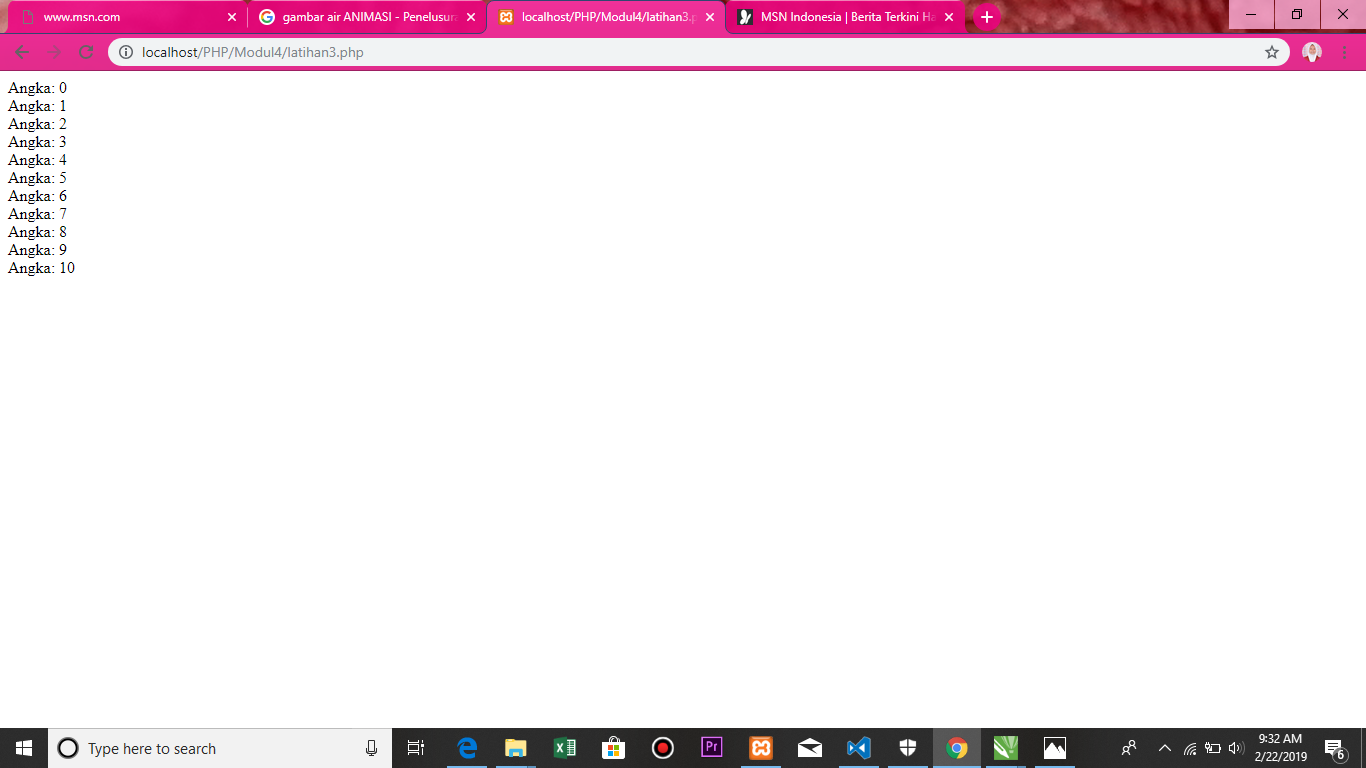 www.msn.com
gambar air ANIMASI - Penelusura
localhost/PHP/Modul4/latihan3.p
MSN Indonesia | Berita Terkini Ha
localhost/PHP/Modul4/latihan3.php
Angka: 0
Angka: 1
Angka: 2
Angka: 3
Angka: 4
Angka: 5
Angka: 6
Angka: 7
Angka: 8
Angka: 9
Angka: 10
Type here to search
Pr
9:32 AM
2/22/2019
6